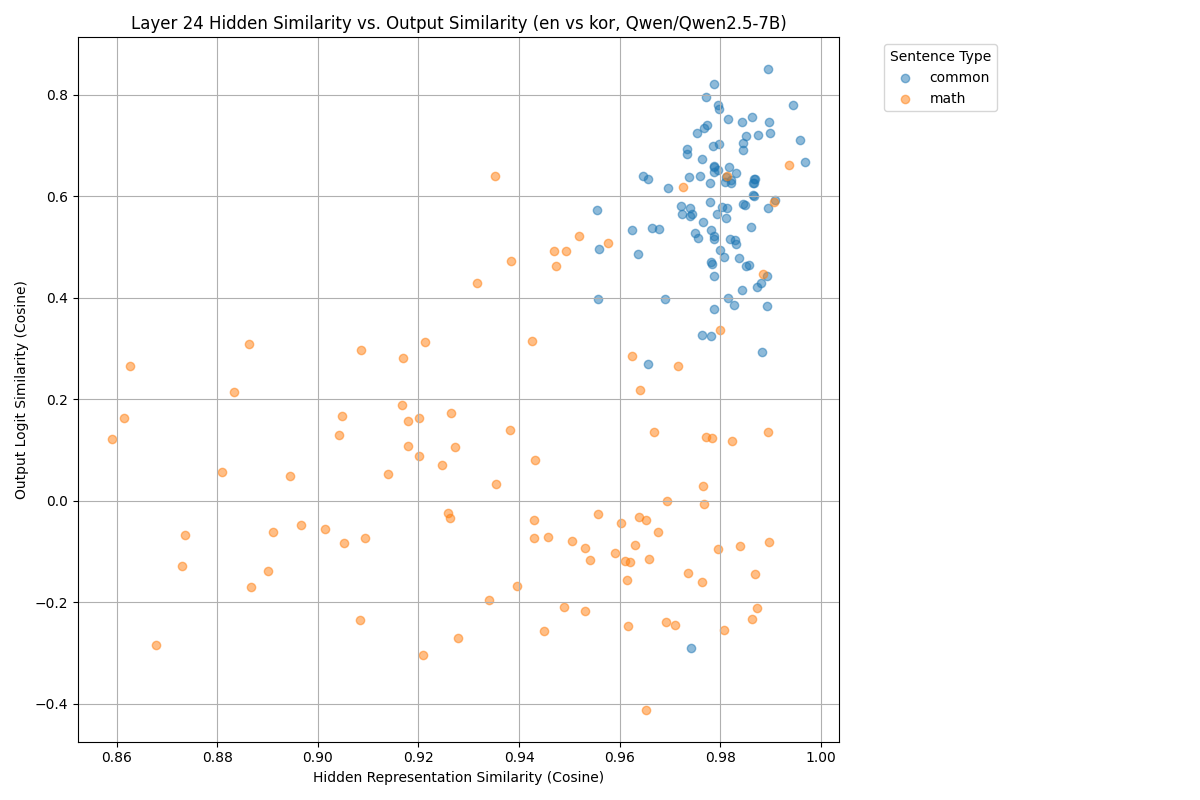 Layer 24 Hidden Similarity vs. Output Similarity (en vs kor, Qwen/Qwen2.5-7B)
Sentence Type
common
math
Output Logit Similarity (Cosine)
0.8
0.6
0.4
0.2
0.0
−0.2
−0.4
0.86 0.88 0.90 0.92 0.94 0.96 0.98 1.00
Hidden Representation Similarity (Cosine)